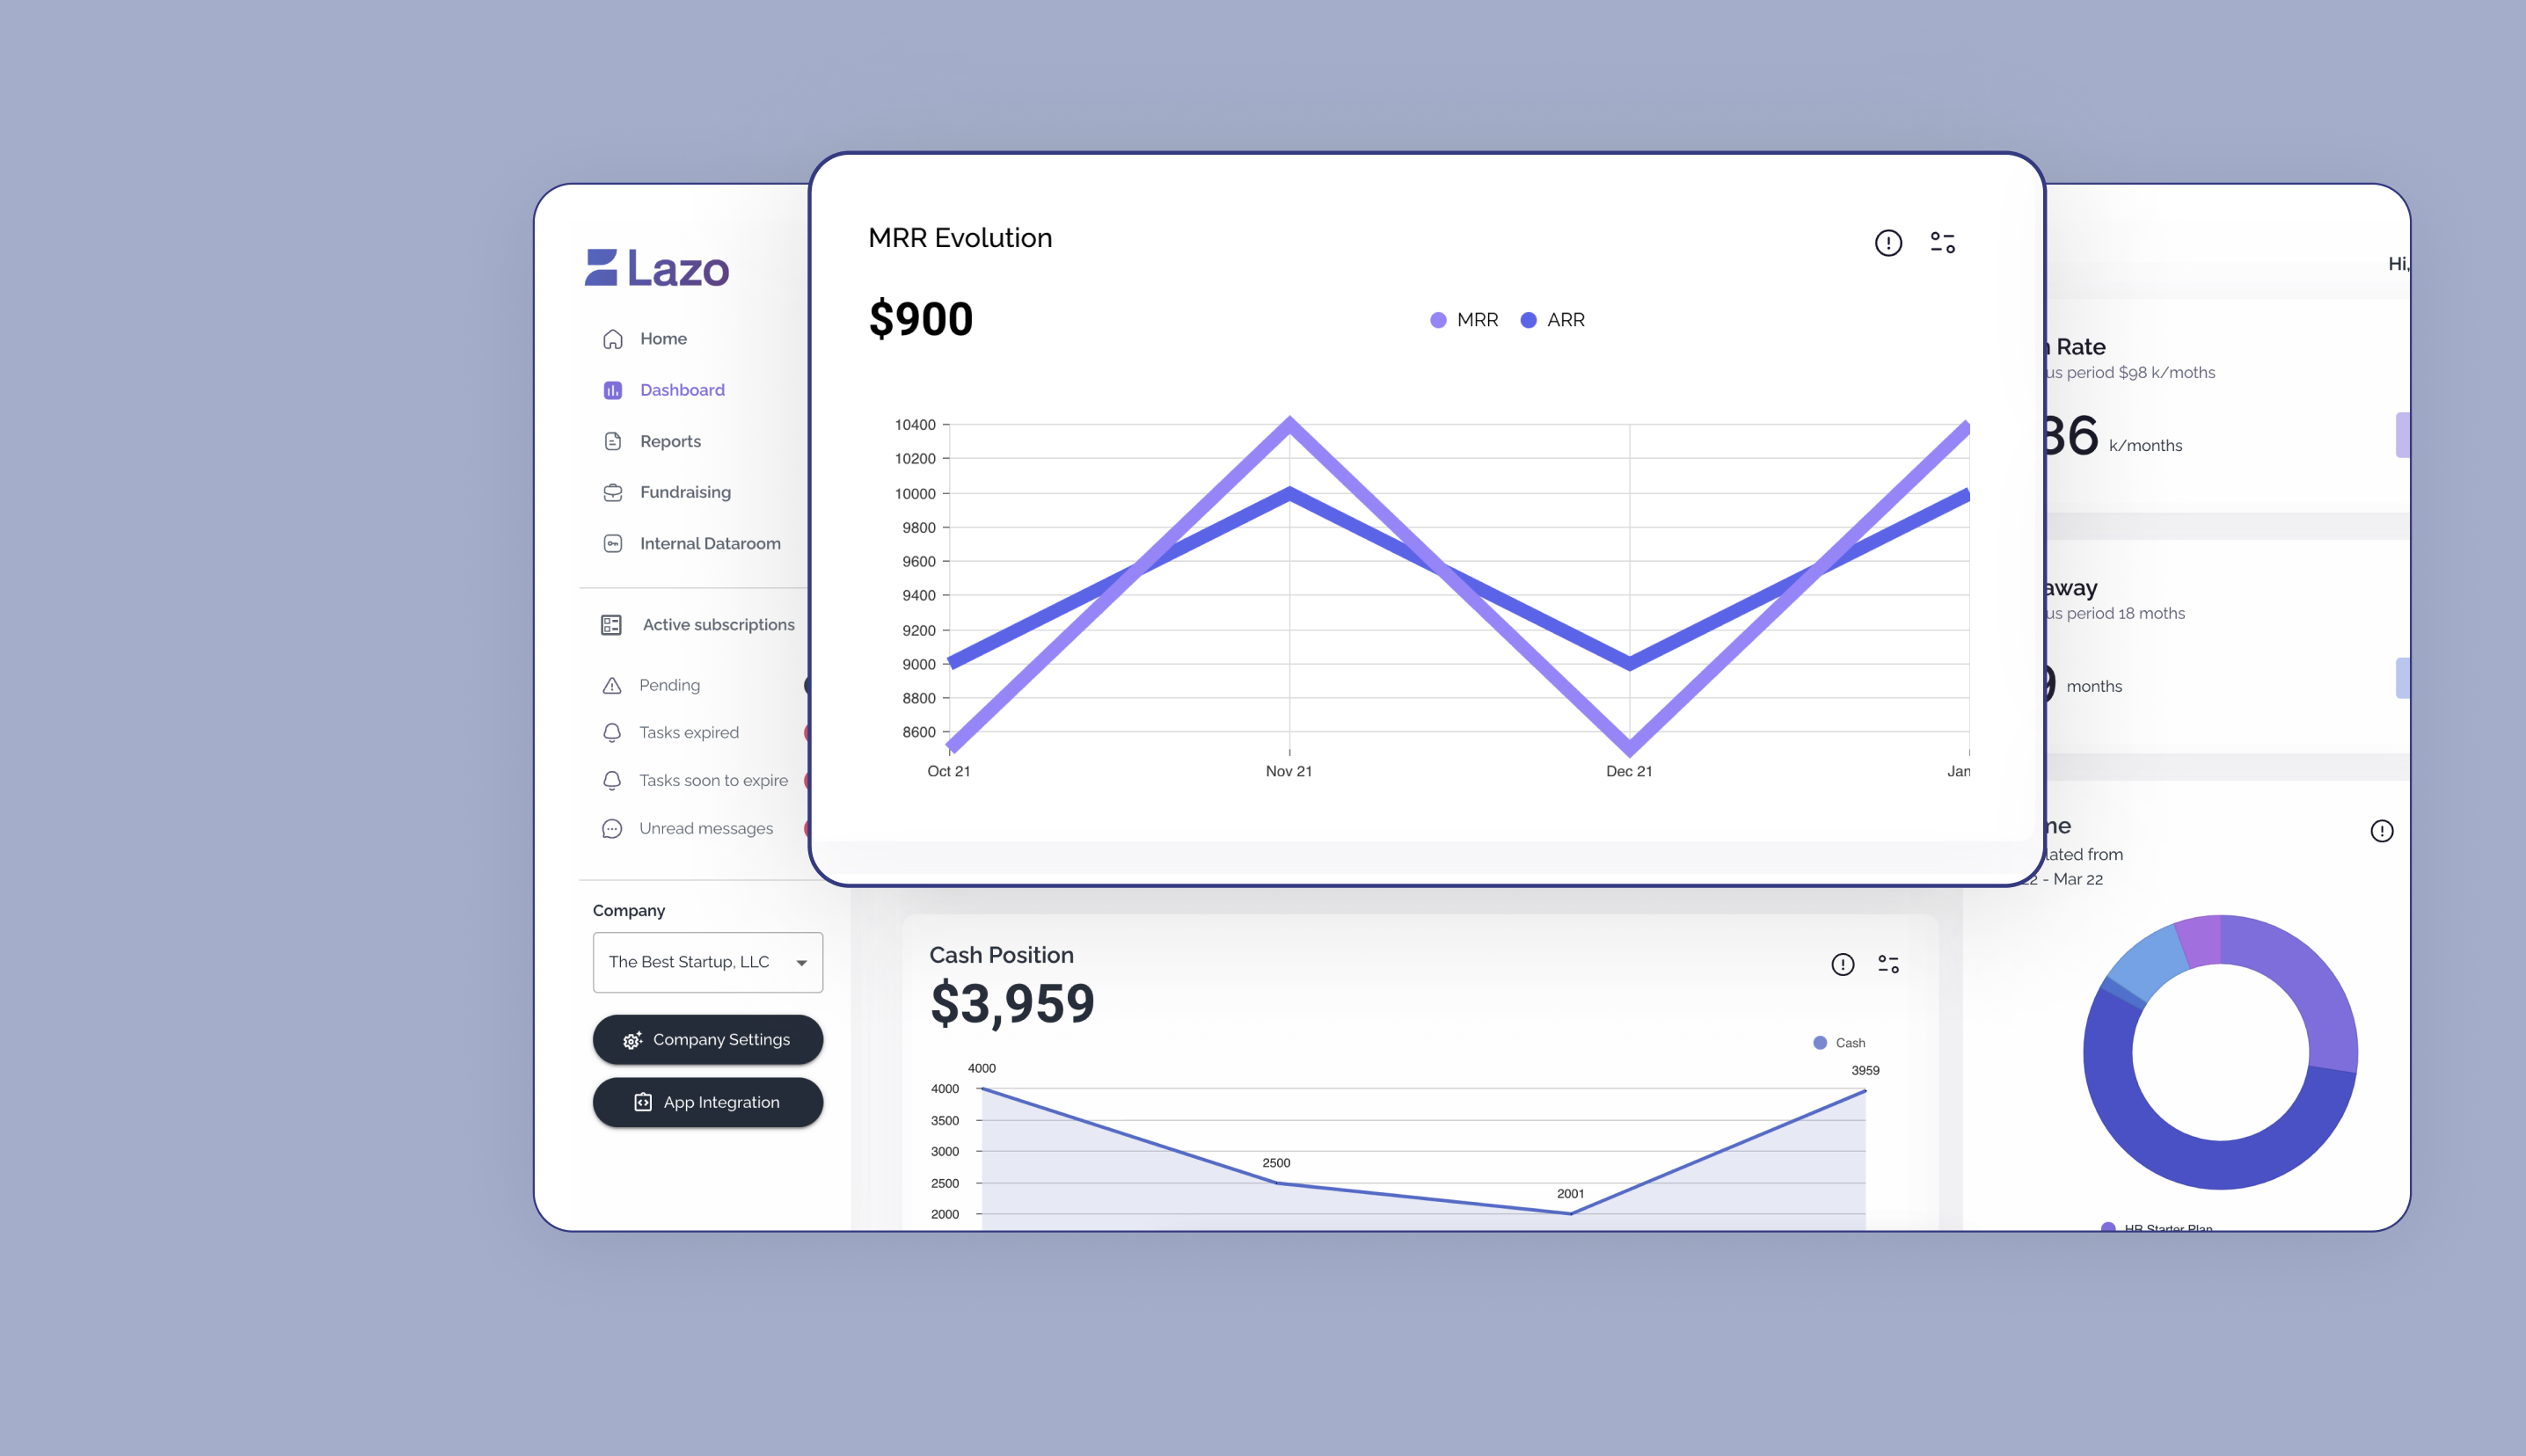 Lazo
Home
Dashboard
Reports
Fundraising
Internal Dataroom
Active subscriptions
Pending
Tasks expired
Tasks soon to expire
Unread messages
Company
The Best Startup, LLC
Company Settings
App Integration
MRR Evolution
$900
MRR
ARR
10400
10200
10000
9800
9600
9400
9200
9000
8800
8600
Oct 21
Nov 21
Dec 21
Jan
Cash Position
$3,959
Cash
4000
2500
2001
3959
4000
3500
3000
2500
2000
Hi,
Rate
us period $98 k/moths
86 k/months
away
us period 18 moths
9 months
me
lated from
22 - Mar 22
HR Starter Plan